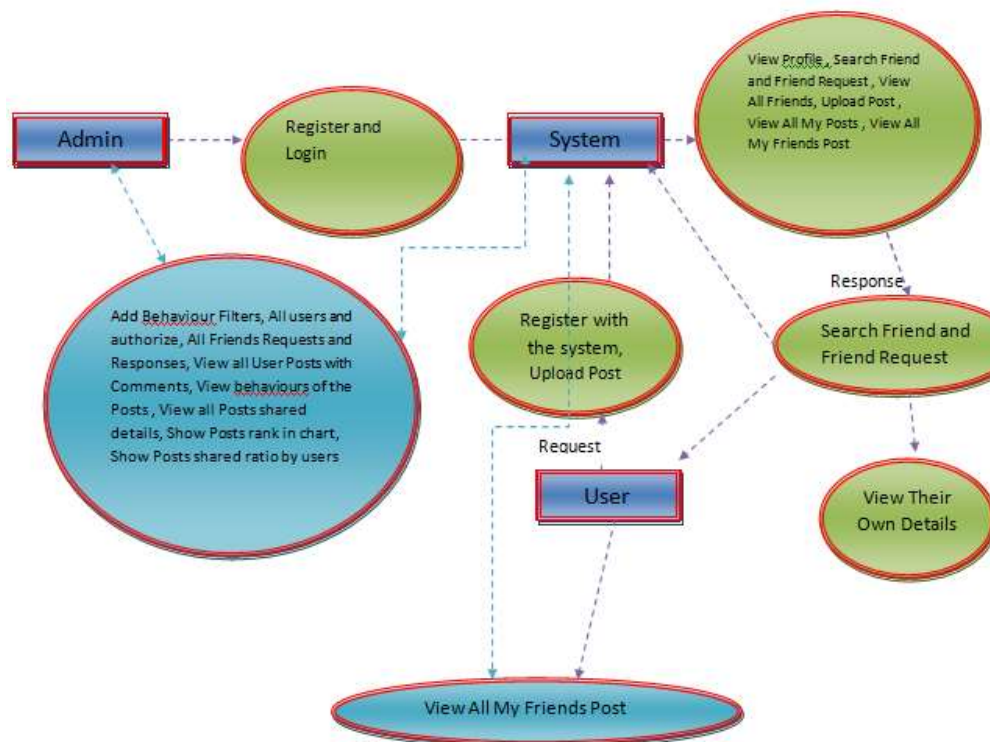 Admin
Register and
Login
System
View Profile , Search Friend
and Friend Request , View
All Friends, Upload Post ,
View All My Posts , View All
My Friends Post
Add Behaviour Filters, All users and
authorize, All Friends Requests and
Responses, View all User Posts with
Comments, View behaviours of the
Posts , View all Posts shared
details, Show Posts rank in chart,
Show Posts shared ratio by users
Register with
the system,
Upload Post
Response
Search Friend and
Friend Request
Request
User
View Their
Own Details
View All My Friends Post